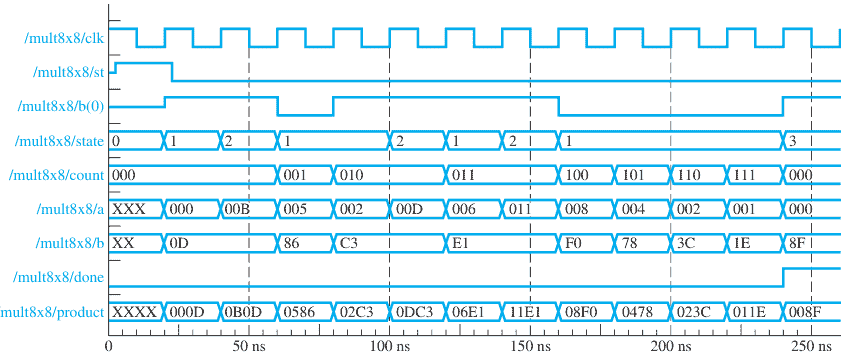 /mult8x8/clk
/mult8x8/st
/mult8x8/b(0)
/mult8x8/state 0 1 2 1 2 1 2 1 3
/mult8x8/count 000 001 010 011 100 101 110 111 000
/mult8x8/a XXX 000 00B 005 002 00D 006 011 008 004 002 001 000
/mult8x8/b XX 0D 86 C3 E1 F0 78 3C 1E 8F
/mult8x8/done
mult8x8/product XXXX 000D 0B0D 0586 02C3 0DC3 06E1 11E1 08F0 0478 023C 011E 008F
0 50 ns 100 ns 150 ns 200 ns 250 ns